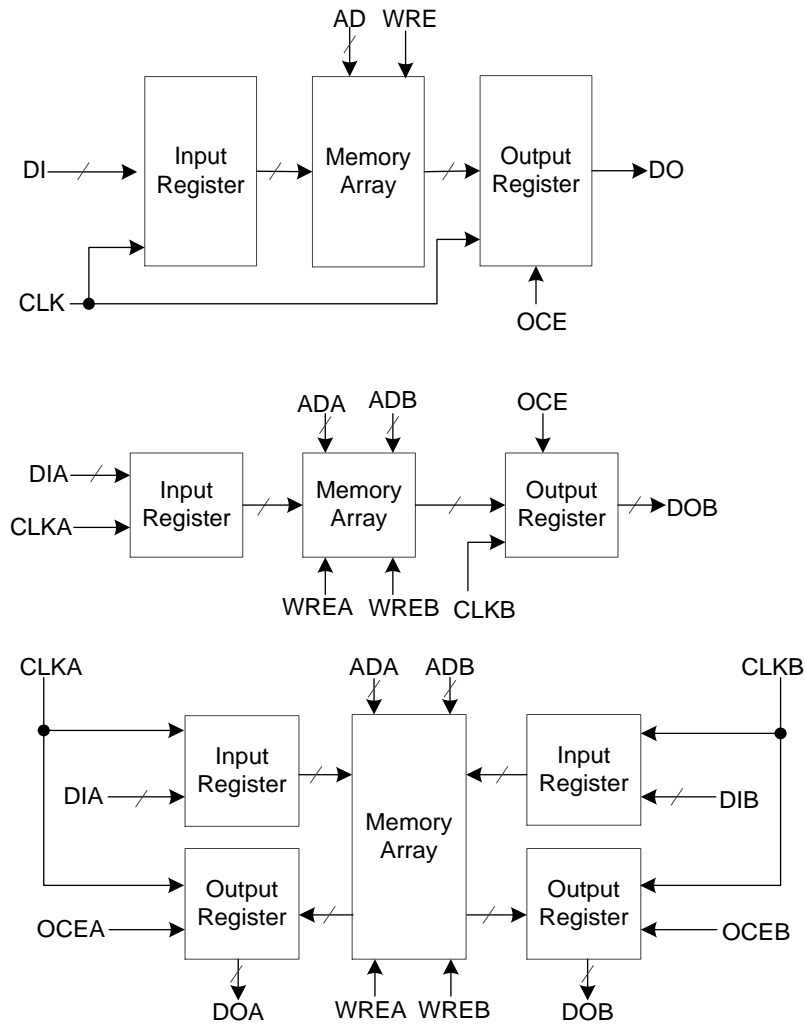 AD WRE
DI
Input
Register
Memory
Array
Output
Register
DO
CLK
OCE
ADA ADB
OCE
DIA
Input
Register
Memory
Array
Output
Register
DOB
CLKA
WREA WREB
CLKB
CLKA
ADA ADB
CLKB
Input
Register
Input
Register
DIA
DIB
Memory
Array
Output
Register
Output
Register
OCEA
OCEB
DOA
WREA WREB
DOB